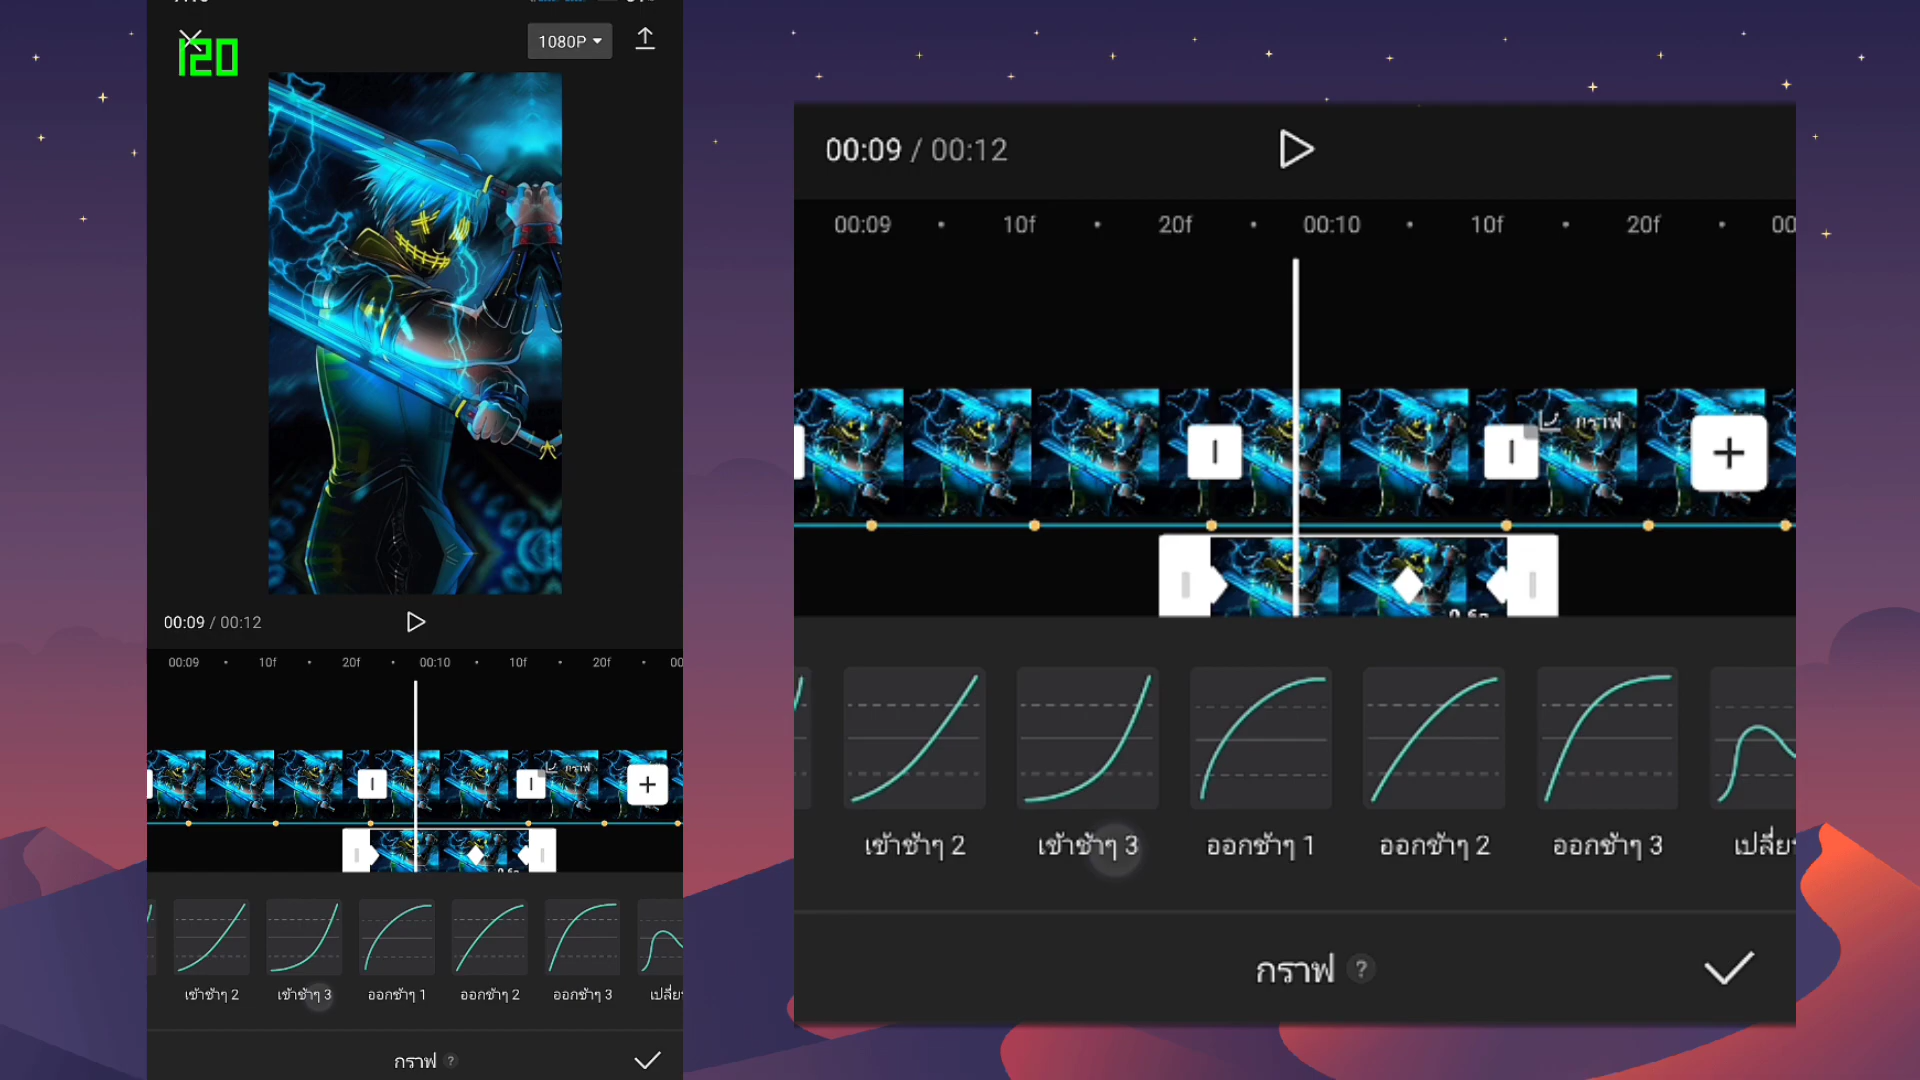 120
1080P
00:09 / 00:12
00:09 10f 20f 00:10 10f 20f 00
กราฟ
เข้าช้าๆ 2 เข้าช้าๆ 3 ออกช้าๆ 1 ออกช้าๆ 2 ออกช้าๆ 3
กราฟ ?
00:09 / 00:12
00:09 10f 20f 00:10 10f 20f 00
กราฟ
เข้าช้าๆ 2 เข้าช้าๆ 3 ออกช้าๆ 1 ออกช้าๆ 2 ออกช้าๆ 3
กราฟ ?